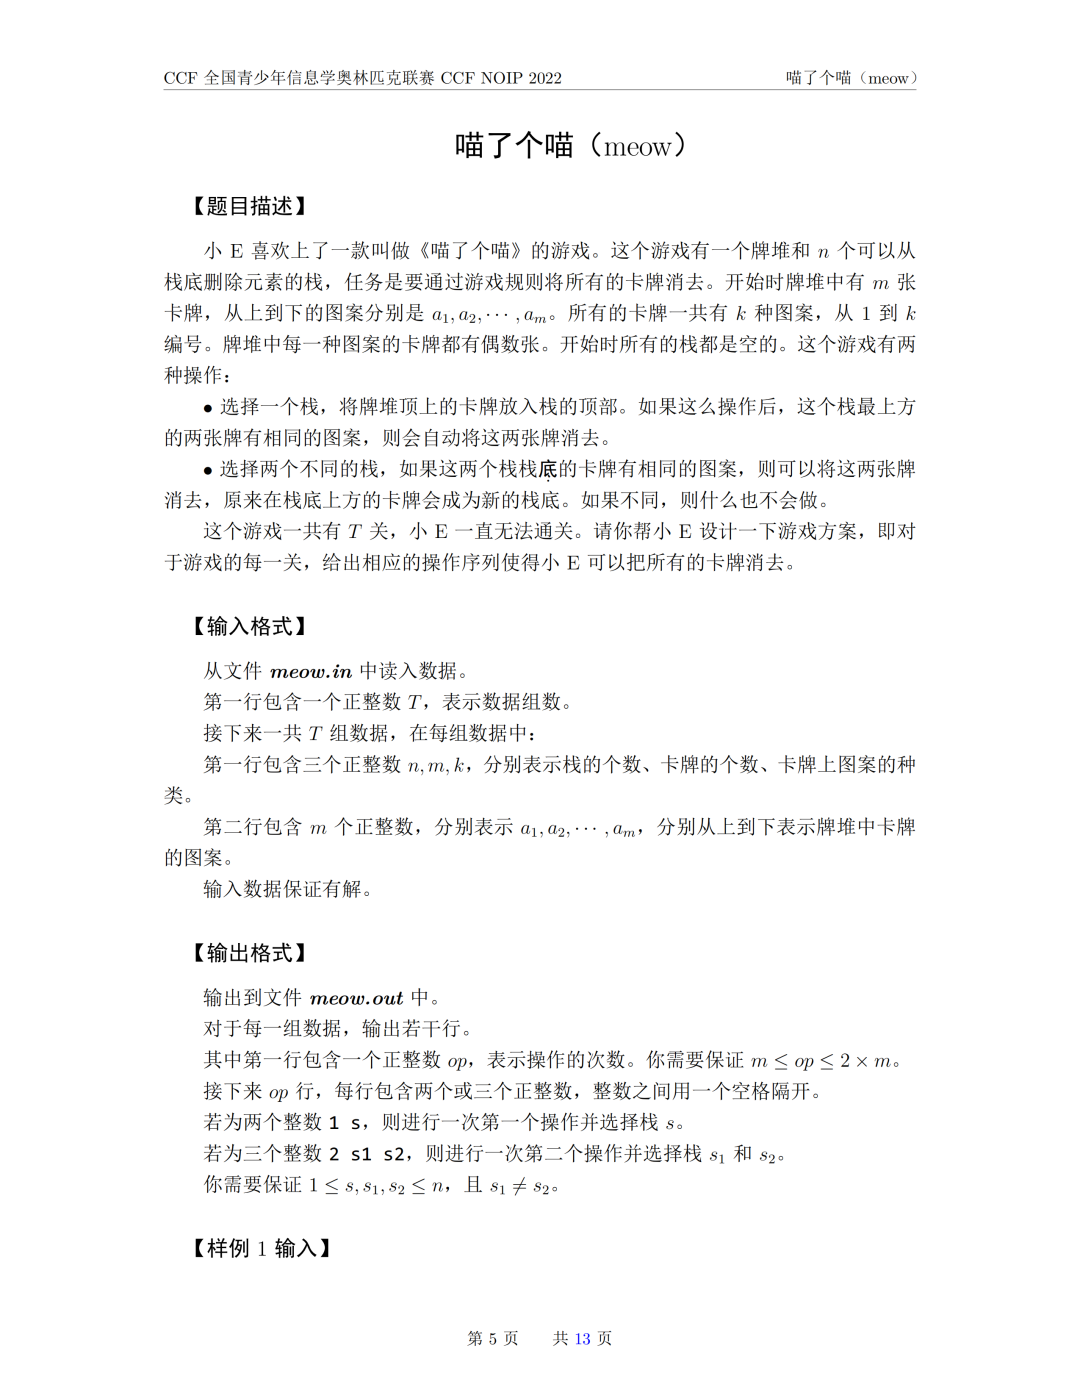 CCF 全国青少年信息学奥林匹克联赛 CCF NOIP 2022 喵了个喵（meow）
喵了个喵（meow）
【题目描述】
小 E 喜欢上了一款叫做《喵了个喵》的游戏。这个游戏有一个牌堆和 n 个可以从
栈底删除元素的栈，任务是要通过游戏规则将所有的卡牌消去。开始时牌堆中有 m 张
卡牌，从上到下的图案分别是 a₁, a₂, ⋯ , aₘ。所有的卡牌一共有 k 种图案，从 1 到 k
编号。牌堆中每一种图案的卡牌都有偶数张。开始时所有的栈都是空的。这个游戏有两
种操作：
• 选择一个栈，将牌堆顶上的卡牌放入栈的顶部。如果这么操作后，这个栈最上方
的两张牌有相同的图案，则会自动将这两张牌消去。
• 选择两个不同的栈，如果这两个栈栈底的卡牌有相同的图案，则可以将这两张牌
消去，原来在栈底上方的卡牌会成为新的栈底。如果不同，则什么也不会做。
这个游戏一共有 T 关，小 E 一直无法通关。请你帮小 E 设计一下游戏方案，即对
于游戏的每一关，给出相应的操作序列使得小 E 可以把所有的卡牌消去。
【输入格式】
从文件 meow.in 中读入数据。
第一行包含一个正整数 T，表示数据组数。
接下来一共 T 组数据，在每组数据中：
第一行包含三个正整数 n, m, k，分别表示栈的个数、卡牌的个数、卡牌上图案的种
类。
第二行包含 m 个正整数，分别表示 a₁, a₂, ⋯ , aₘ，分别从上到下表示牌堆中卡牌
的图案。
输入数据保证有解。
【输出格式】
输出到文件 meow.out 中。
对于每一组数据，输出若干行。
其中第一行包含一个正整数 op，表示操作的次数。你需要保证 m ≤ op ≤ 2 × m。
接下来 op 行，每行包含两个或三个正整数，整数之间用一个空格隔开。
若为两个整数 1 s，则进行一次第一个操作并选择栈 s。
若为三个整数 2 s1 s2，则进行一次第二个操作并选择栈 s₁ 和 s₂。
你需要保证 1 ≤ s, s₁, s₂ ≤ n，且 s₁ ≠ s₂。
【样例 1 输入】
第 5 页 共 13 页